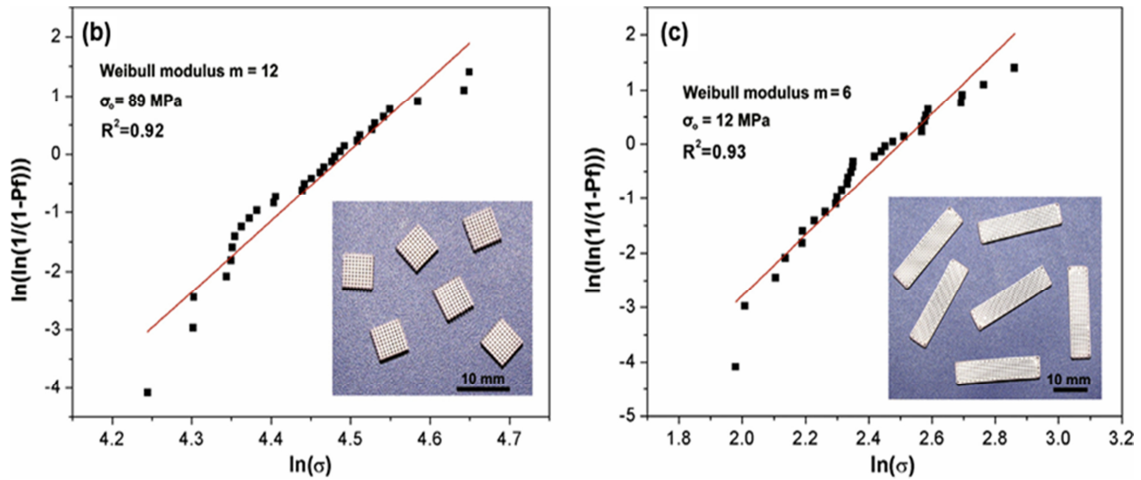 (b)
Weibull modulus m = 12
σo= 89 MPa
R²=0.92
ln(ln(1/(1-Pf)))
2
1
0
-1
-2
-3
-4
10 mm
4.2 4.3 4.4 4.5 4.6 4.7
ln(σ)
(c)
Weibull modulus m = 6
σo = 12 MPa
R²=0.93
ln(ln(1/(1-Pf)))
2
1
0
-1
-2
-3
-4
-5
10 mm
1.8 2.0 2.2 2.4 2.6 2.8 3.0 3.2
ln(σ)